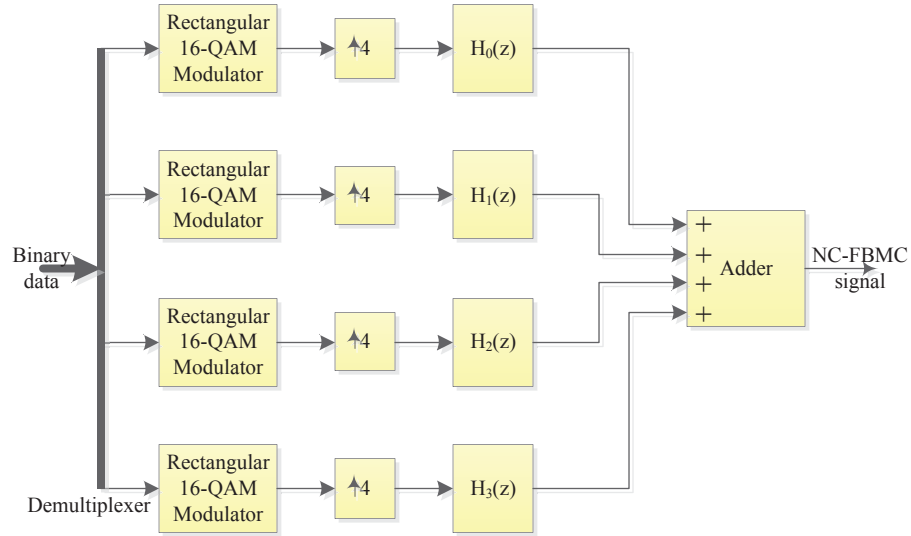 Rectangular
16-QAM
Modulator
↑4
H₀(z)
Rectangular
16-QAM
Modulator
↑4
H₁(z)
Binary
data
+
+
+
+
Adder
NC-FBMC
signal
Rectangular
16-QAM
Modulator
↑4
H₂(z)
Rectangular
16-QAM
Modulator
↑4
H₃(z)
Demultiplexer